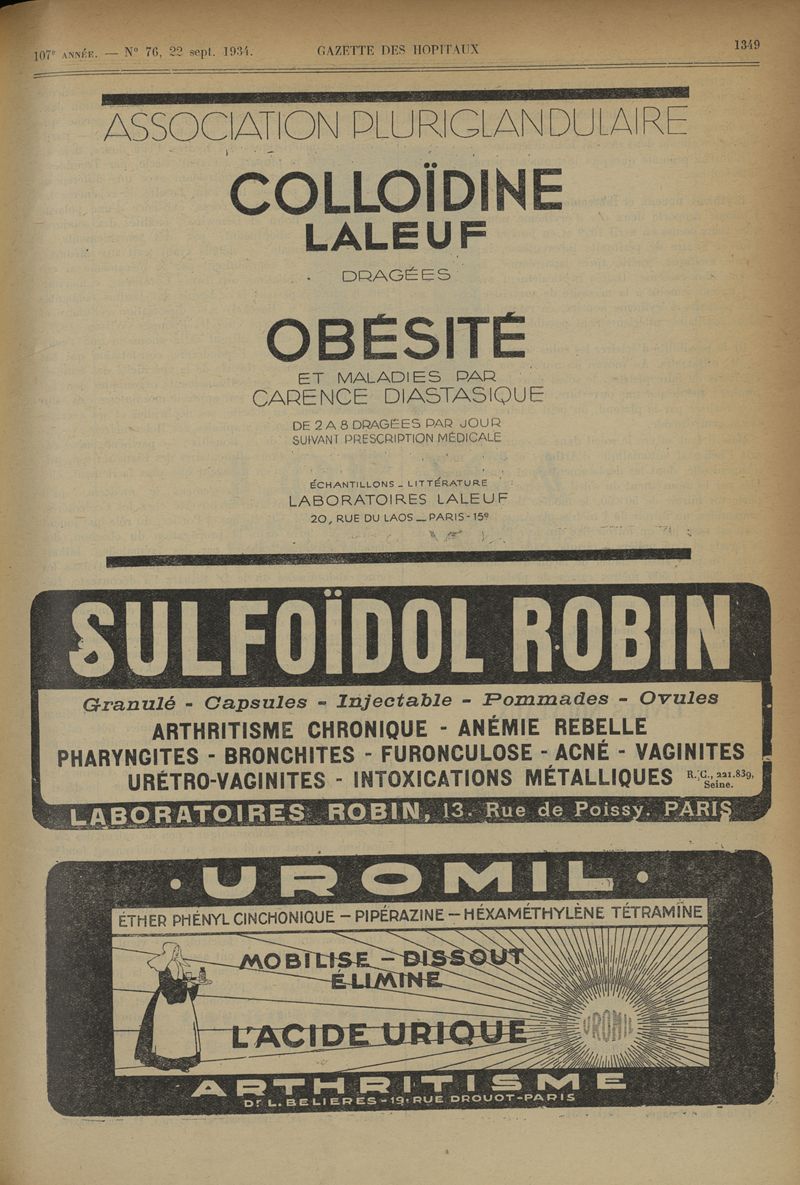 107e ANNÉE. — N° 76, 22 sept. 1934. GAZETTE DES HOPITAUX 1349
ASSOCIATION PLURIGLANDULAIRE
COLLOÏDINE
LALEUF
DRAGÉES
OBÉSITÉ
ET MALADIES PAR
CARENCE DIASTASIQUE
DE 2 A 8 DRAGÉES PAR JOUR
SUIVANT PRESCRIPTION MÉDICALE
ÉCHANTILLONS _ LITTÉRATURE
LABORATOIRES LALEUF
20, RUE DU LAOS _ PARIS-15e
SULFOÏDOL ROBIN
Granulé - Capsules - Injectable - Pommades - Ovules
ARTHRITISME CHRONIQUE - ANÉMIE REBELLE
PHARYNGITES - BRONCHITES - FURONCULOSE - ACNÉ - VAGINITES
URÉTRO-VAGINITES - INTOXICATIONS MÉTALLIQUES R. C., 221.839, Seine.
LABORATOIRES ROBIN, 13. Rue de Poissy. PARIS
· UROMIL ·
ÉTHER PHÉNYL CINCHONIQUE — PIPÉRAZINE — HÉXAMÉTHYLÈNE TÉTRAMINE
MOBILISE - DISSOUT
ÉLIMINE
L'ACIDE URIQUE
UROMIL
ARTHRITISME
Dr L. BELIERES - 19, RUE DROUOT - PARIS